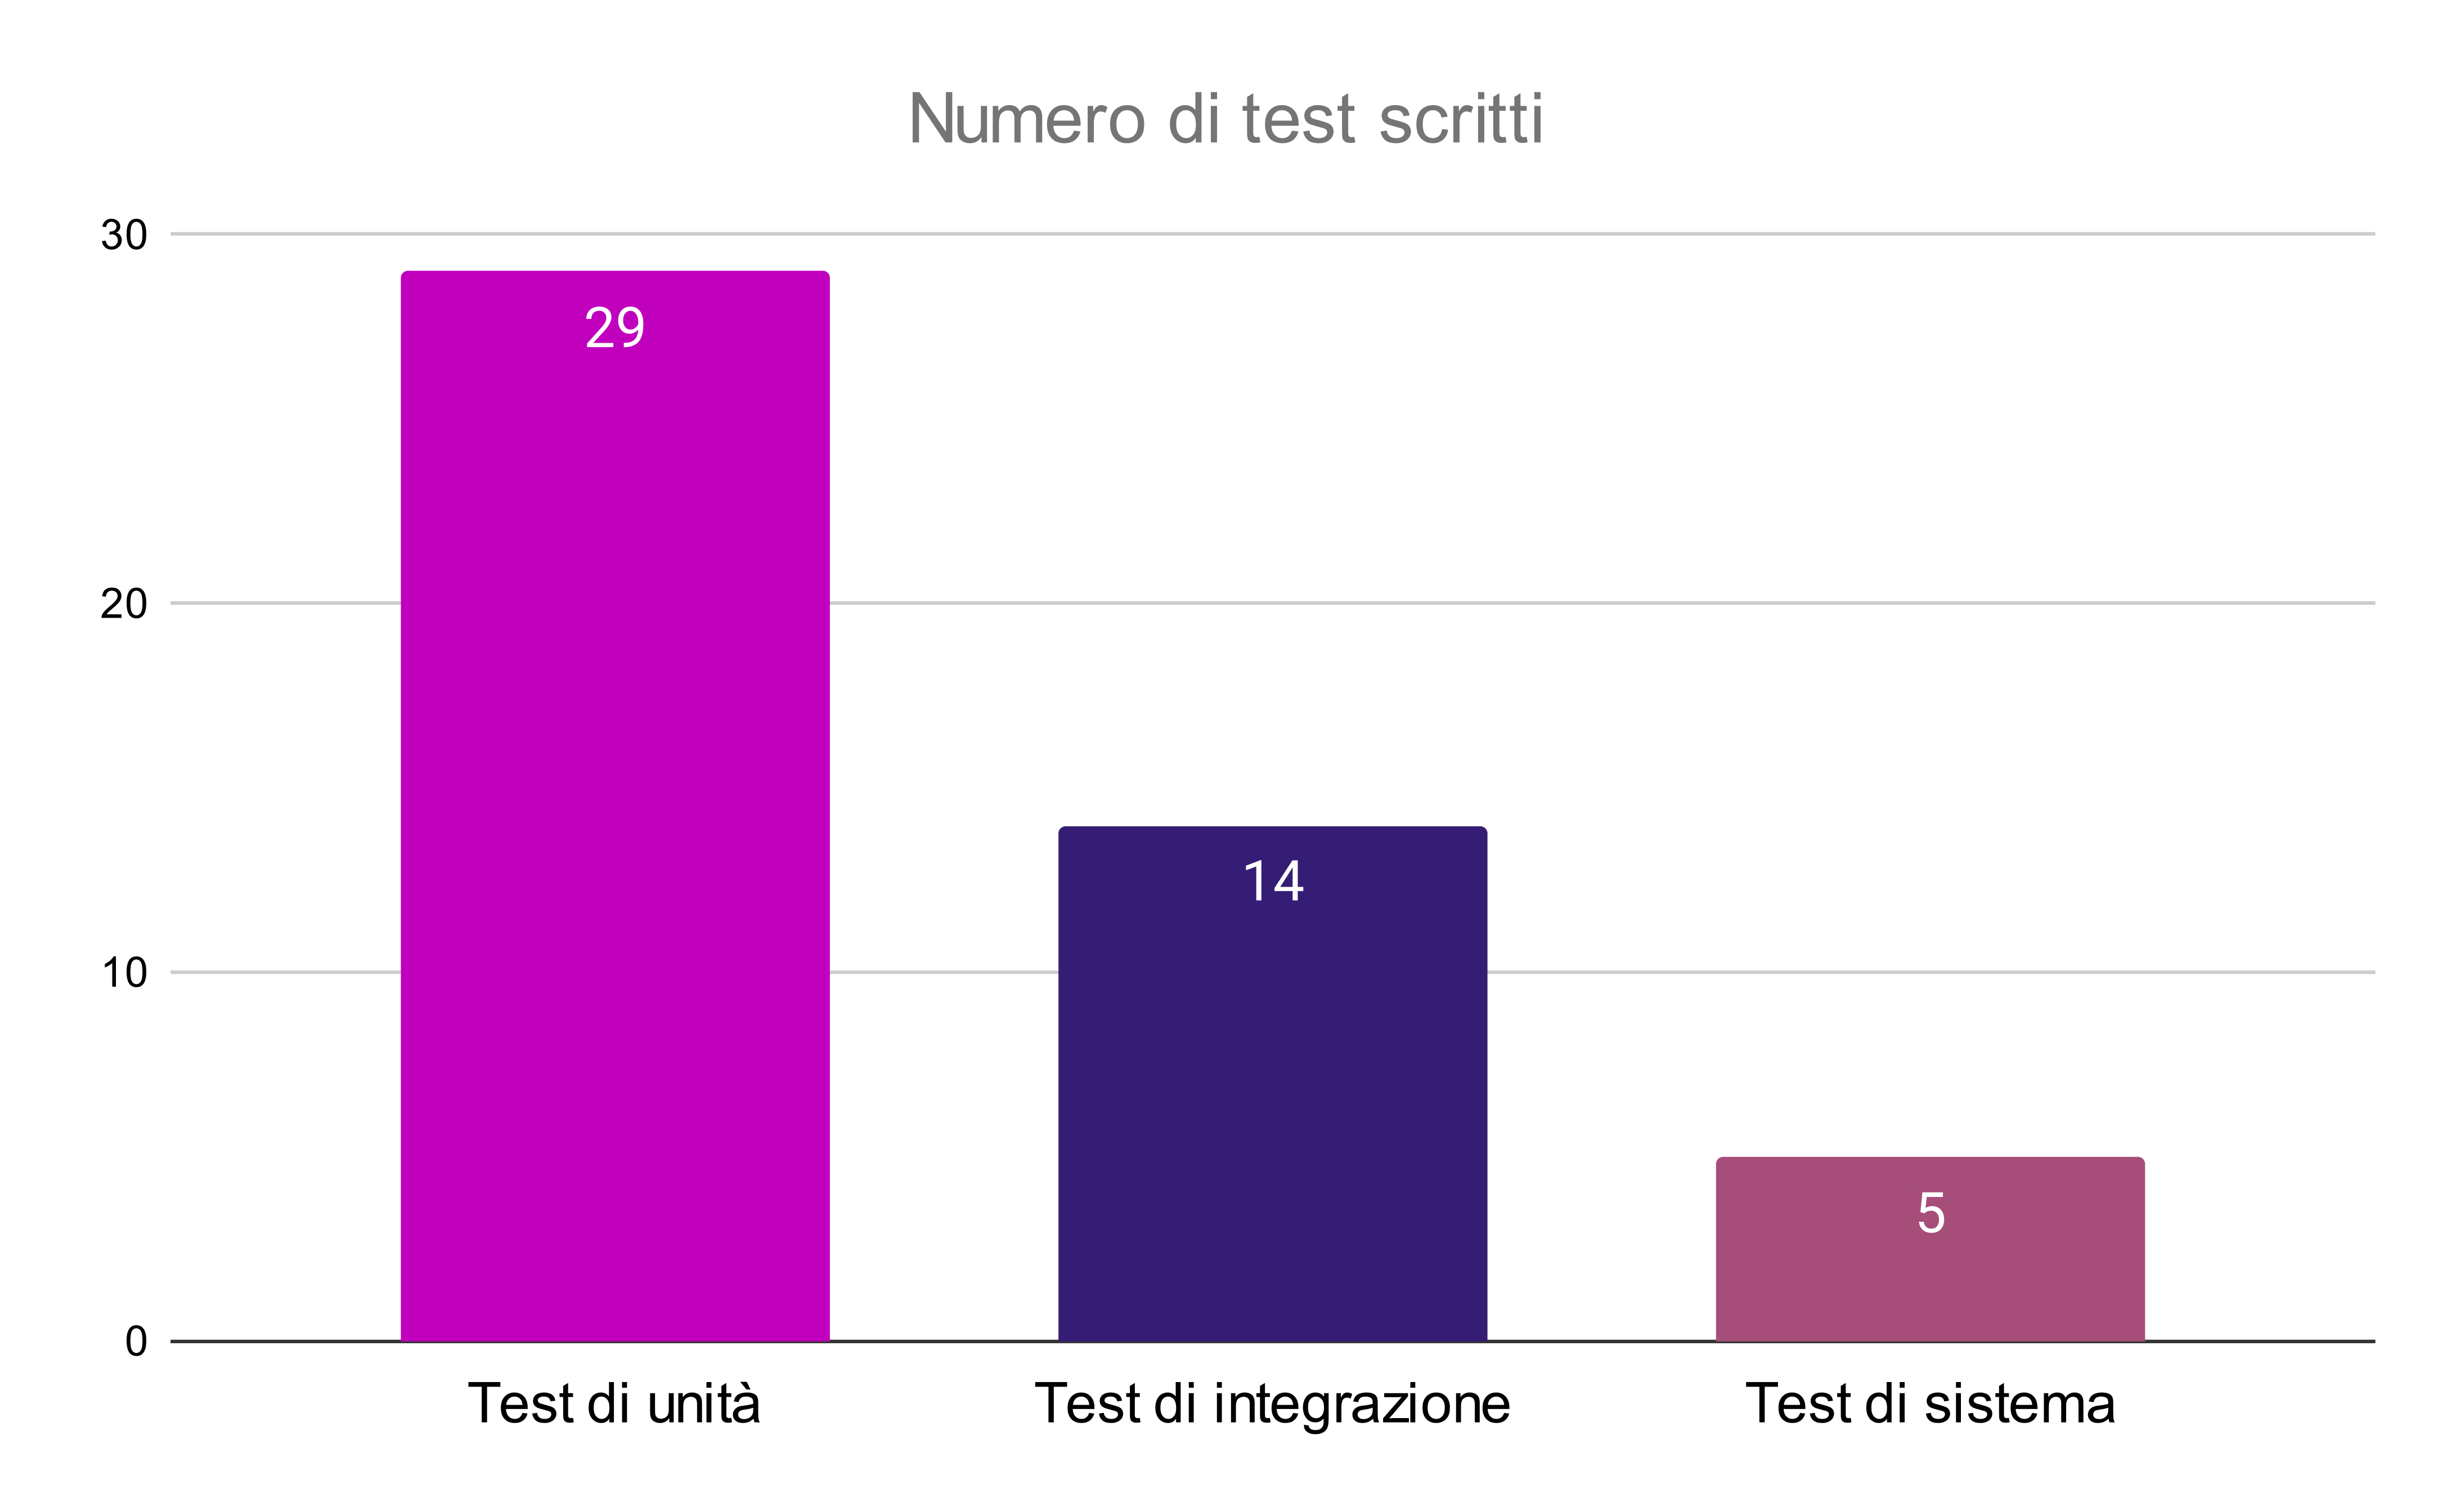 Numero di test scritti
30
29
20
14
10
5
0
Test di unità
Test di integrazione
Test di sistema